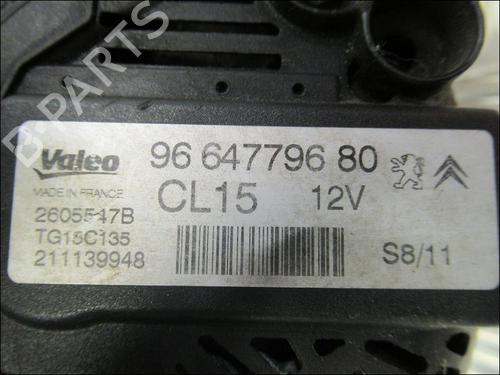 B-PARTS
Valeo
96 647796 80
MADE IN FRANCE
CL15 12V
2605547B
TG15C135
211139948
S8/11